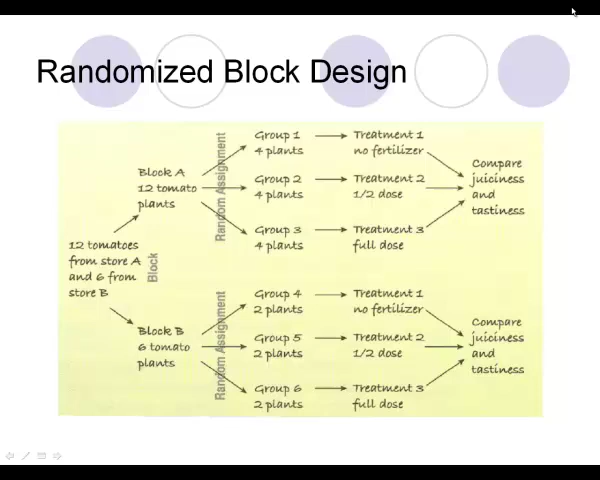 Randomized Block Design
12 tomatoes
from store A
and 6 from
store B
Block
Block A
12 tomato
plants
Random Assignment
Group 1
4 plants
Treatment 1
no fertilizer
Group 2
4 plants
Treatment 2
1/2 dose
Group 3
4 plants
Treatment 3
full dose
Compare
juiciness
and
tastiness
Block B
6 tomato
plants
Random Assignment
Group 4
2 plants
Treatment 1
no fertilizer
Group 5
2 plants
Treatment 2
1/2 dose
Group 6
2 plants
Treatment 3
full dose
Compare
juiciness
and
tastiness